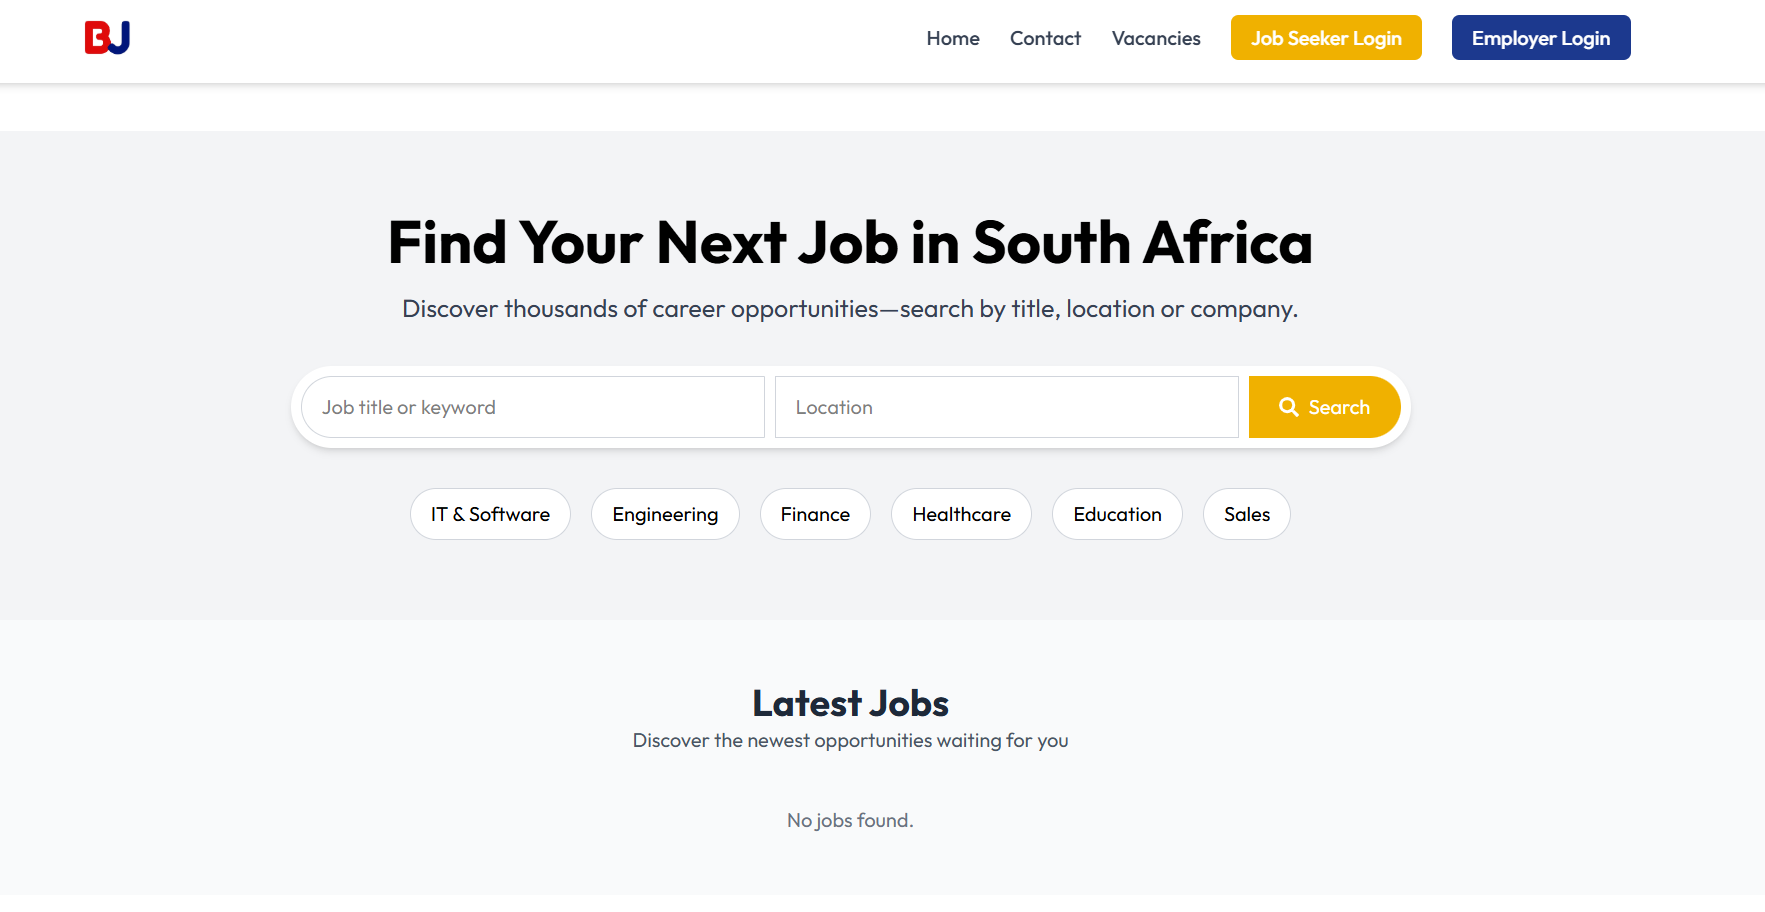 BJ
Home Contact Vacancies Job Seeker Login Employer Login
Find Your Next Job in South Africa
Discover thousands of career opportunities—search by title, location or company.
Job title or keyword Location Search
IT & Software Engineering Finance Healthcare Education Sales
Latest Jobs
Discover the newest opportunities waiting for you
No jobs found.